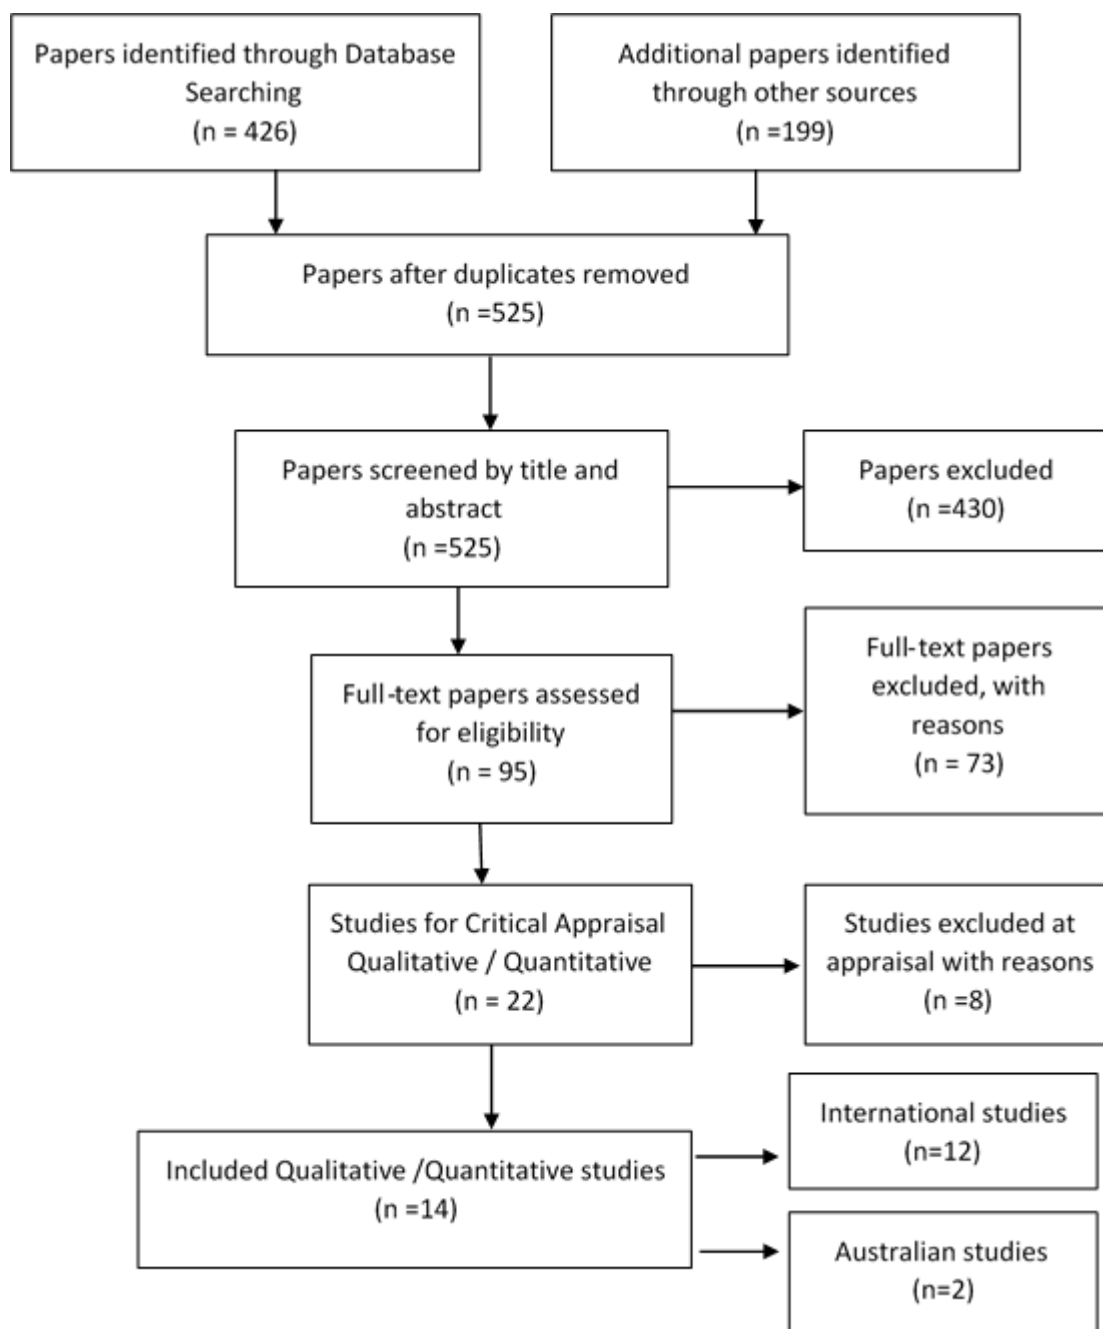 Papers identified through Database
Searching
(n = 426)
Additional papers identified
through other sources
(n =199)
Papers after duplicates removed
(n =525)
Papers screened by title and
abstract
(n =525)
Papers excluded
(n =430)
Full-text papers assessed
for eligibility
(n = 95)
Full-text papers
excluded, with
reasons
(n = 73)
Studies for Critical Appraisal
Qualitative / Quantitative
(n = 22)
Studies excluded at
appraisal with reasons
(n =8)
Included Qualitative /Quantitative studies
(n =14)
International studies
(n=12)
Australian studies
(n=2)